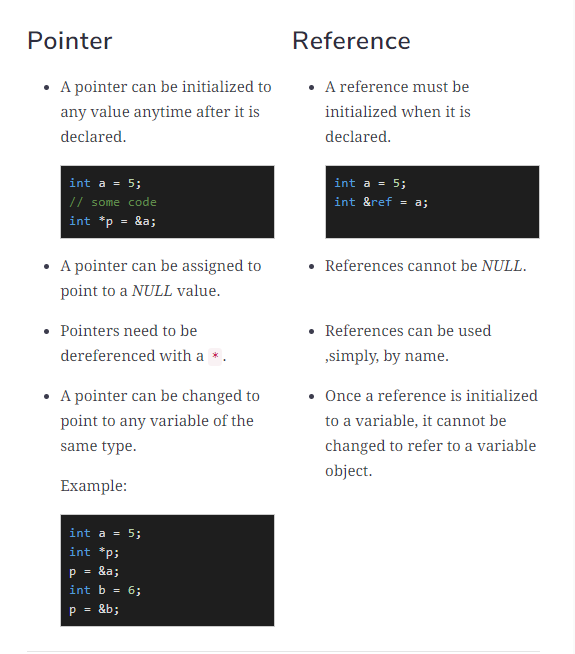 Pointer
A pointer can be initialized to
any value anytime after it is
declared.
int a = 5;
// some code
int *p = &a;
A pointer can be assigned to
point to a NULL value.
Pointers need to be
dereferenced with a * .
A pointer can be changed to
point to any variable of the
same type.
Example:
int a = 5;
int *p;
p = &a;
int b = 6;
p = &b;
Reference
A reference must be
initialized when it is
declared.
int a = 5;
int &ref = a;
References cannot be NULL.
References can be used
,simply, by name.
Once a reference is initialized
to a variable, it cannot be
changed to refer to a variable
object.